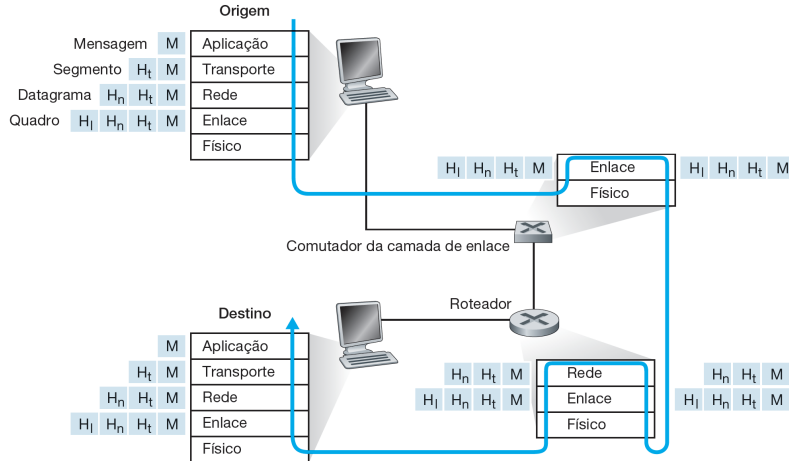 Origem
Mensagem M Aplicação
Segmento Ht M Transporte
Datagrama Hn Ht M Rede
Quadro Hl Hn Ht M Enlace
Físico
Hl Hn Ht M Enlace Hl Hn Ht M
Físico
Comutador da camada de enlace
Roteador
Destino
M Aplicação
Ht M Transporte
Hn Ht M Rede
Hl Hn Ht M Enlace
Físico
Hn Ht M Rede Hn Ht M
Hl Hn Ht M Enlace Hl Hn Ht M
Físico